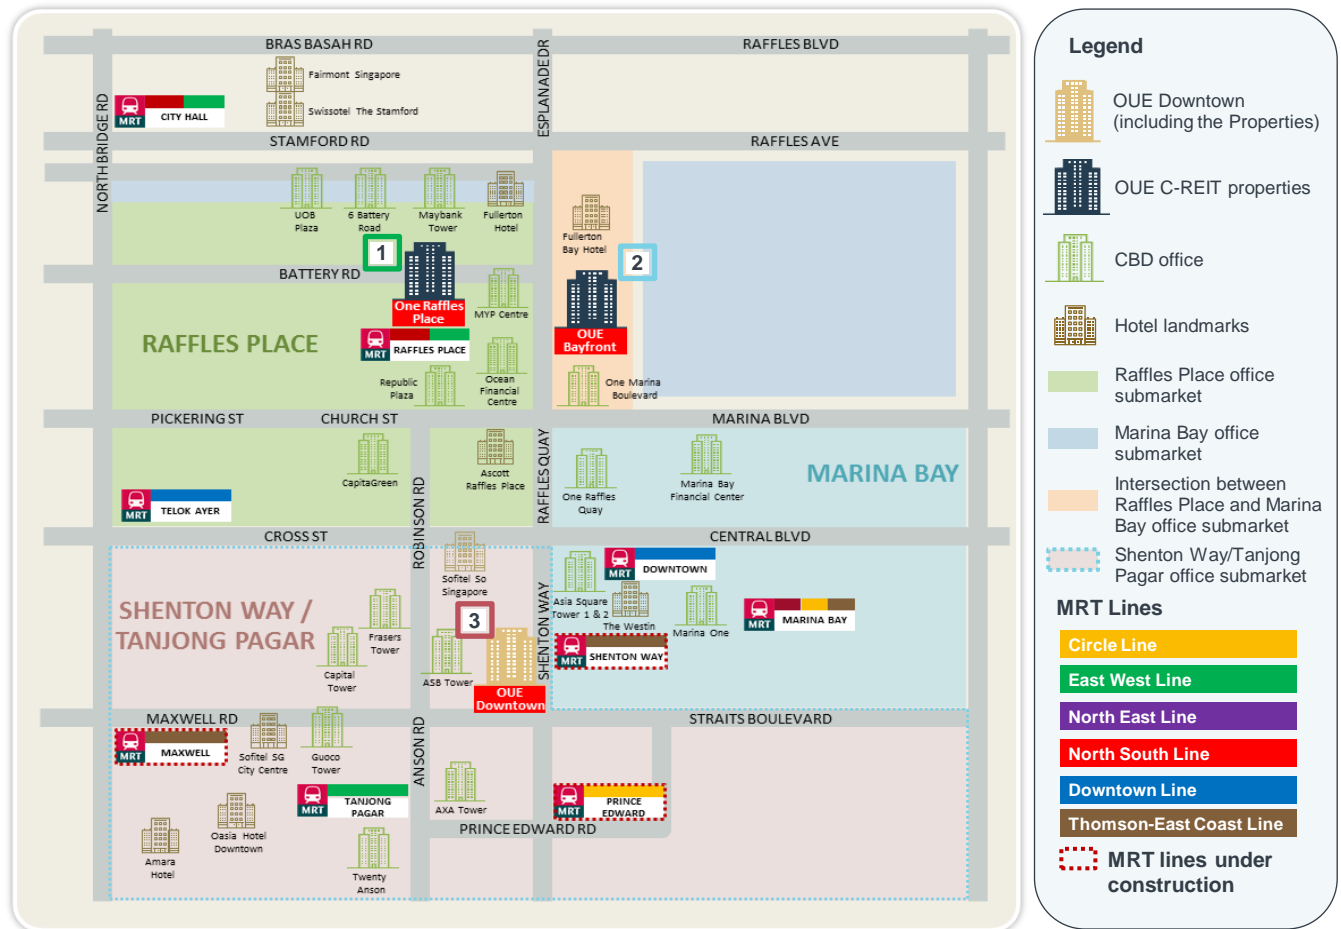 BRAS BASAH RD
RAFFLES BLVD
ESPLANADE DR
NORTH BRIDGE RD
Fairmont Singapore
Swissotel The Stamford
MRT
CITY HALL
STAMFORD RD
RAFFLES AVE
UOB
Plaza
6 Battery
Road
Maybank
Tower
Fullerton
Hotel
Fullerton
Bay Hotel
1
2
BATTERY RD
One Raffles
Place
MYP Centre
OUE
Bayfront
RAFFLES PLACE
MRT
RAFFLES PLACE
Republic
Plaza
Ocean
Financial
Centre
One Marina
Boulevard
PICKERING ST
CHURCH ST
MARINA BLVD
CapitaGreen
ROBINSON RD
Ascott
Raffles Place
RAFFLES QUAY
One Raffles
Quay
Marina Bay
Financial Center
MARINA BAY
MRT
TELOK AYER
CROSS ST
CENTRAL BLVD
Sofitel So
Singapore
SHENTON WAY
Asia Square
Tower 1 & 2
MRT
DOWNTOWN
The Westin
Marina One
MRT
MARINA BAY
MRT
SHENTON WAY
SHENTON WAY /
TANJONG PAGAR
Frasers
Tower
Capital
Tower
3
ASB Tower
OUE
Downtown
MAXWELL RD
STRAITS BOULEVARD
MRT
MAXWELL
Sofitel SG
City Centre
Guoco
Tower
ANSON RD
MRT
TANJONG
PAGAR
AXA Tower
MRT
PRINCE
EDWARD
PRINCE EDWARD RD
Oasia Hotel
Downtown
Amara
Hotel
Twenty
Anson
Legend
OUE Downtown
(including the Properties)
OUE C-REIT properties
CBD office
Hotel landmarks
Raffles Place office
submarket
Marina Bay office
submarket
Intersection between
Raffles Place and Marina
Bay office submarket
Shenton Way/Tanjong
Pagar office submarket
MRT Lines
Circle Line
East West Line
North East Line
North South Line
Downtown Line
Thomson-East Coast Line
MRT lines under
construction